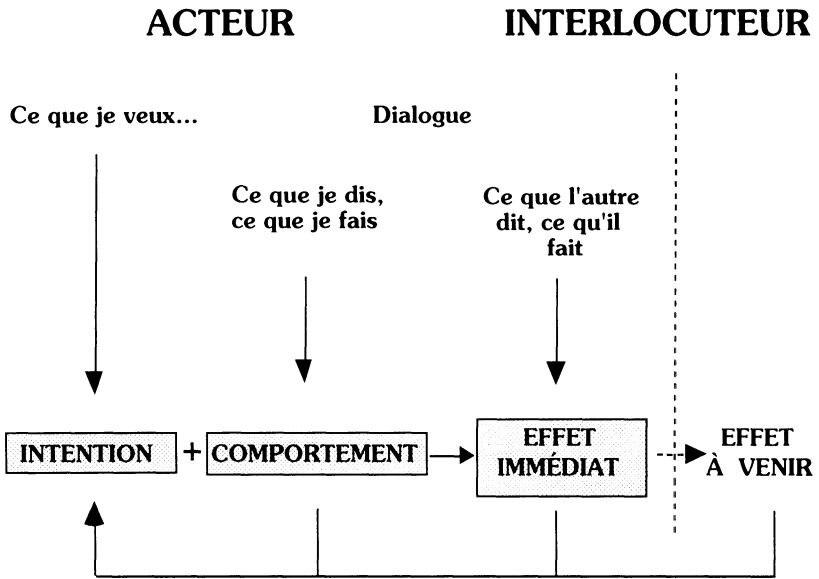 ACTEUR INTERLOCUTEUR
Ce que je veux... Dialogue
Ce que je dis,
ce que je fais
Ce que l'autre
dit, ce qu'il
fait
INTENTION + COMPORTEMENT
EFFET
IMMÉDIAT
EFFET
À VENIR